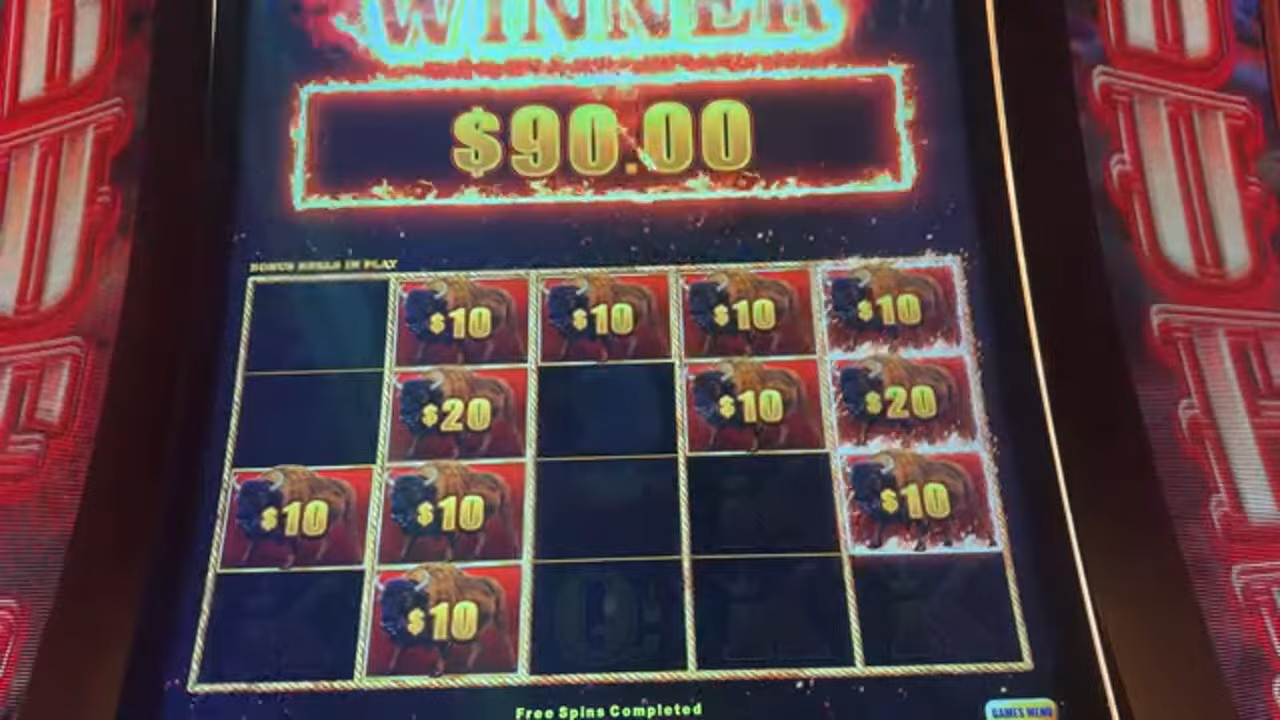 WINNER
$90.00
BONUS REELS IN PLAY
$10 $10 $10 $10
$20 $10 $20
$10 $10 $10
$10
Free Spins Completed
GAMES MENU